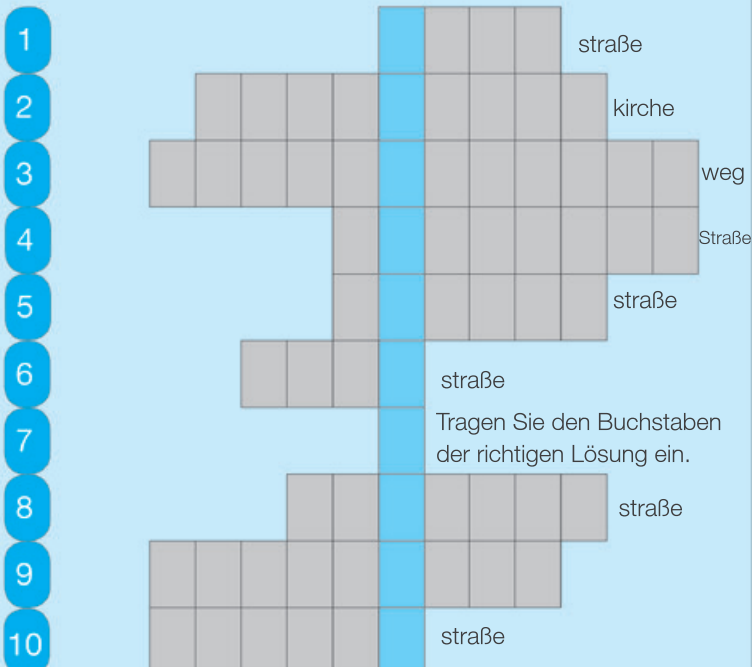 1 straße
2 kirche
3 weg
4 Straße
5 straße
6 straße
7 Tragen Sie den Buchstaben
der richtigen Lösung ein.
8 straße
9
10 straße